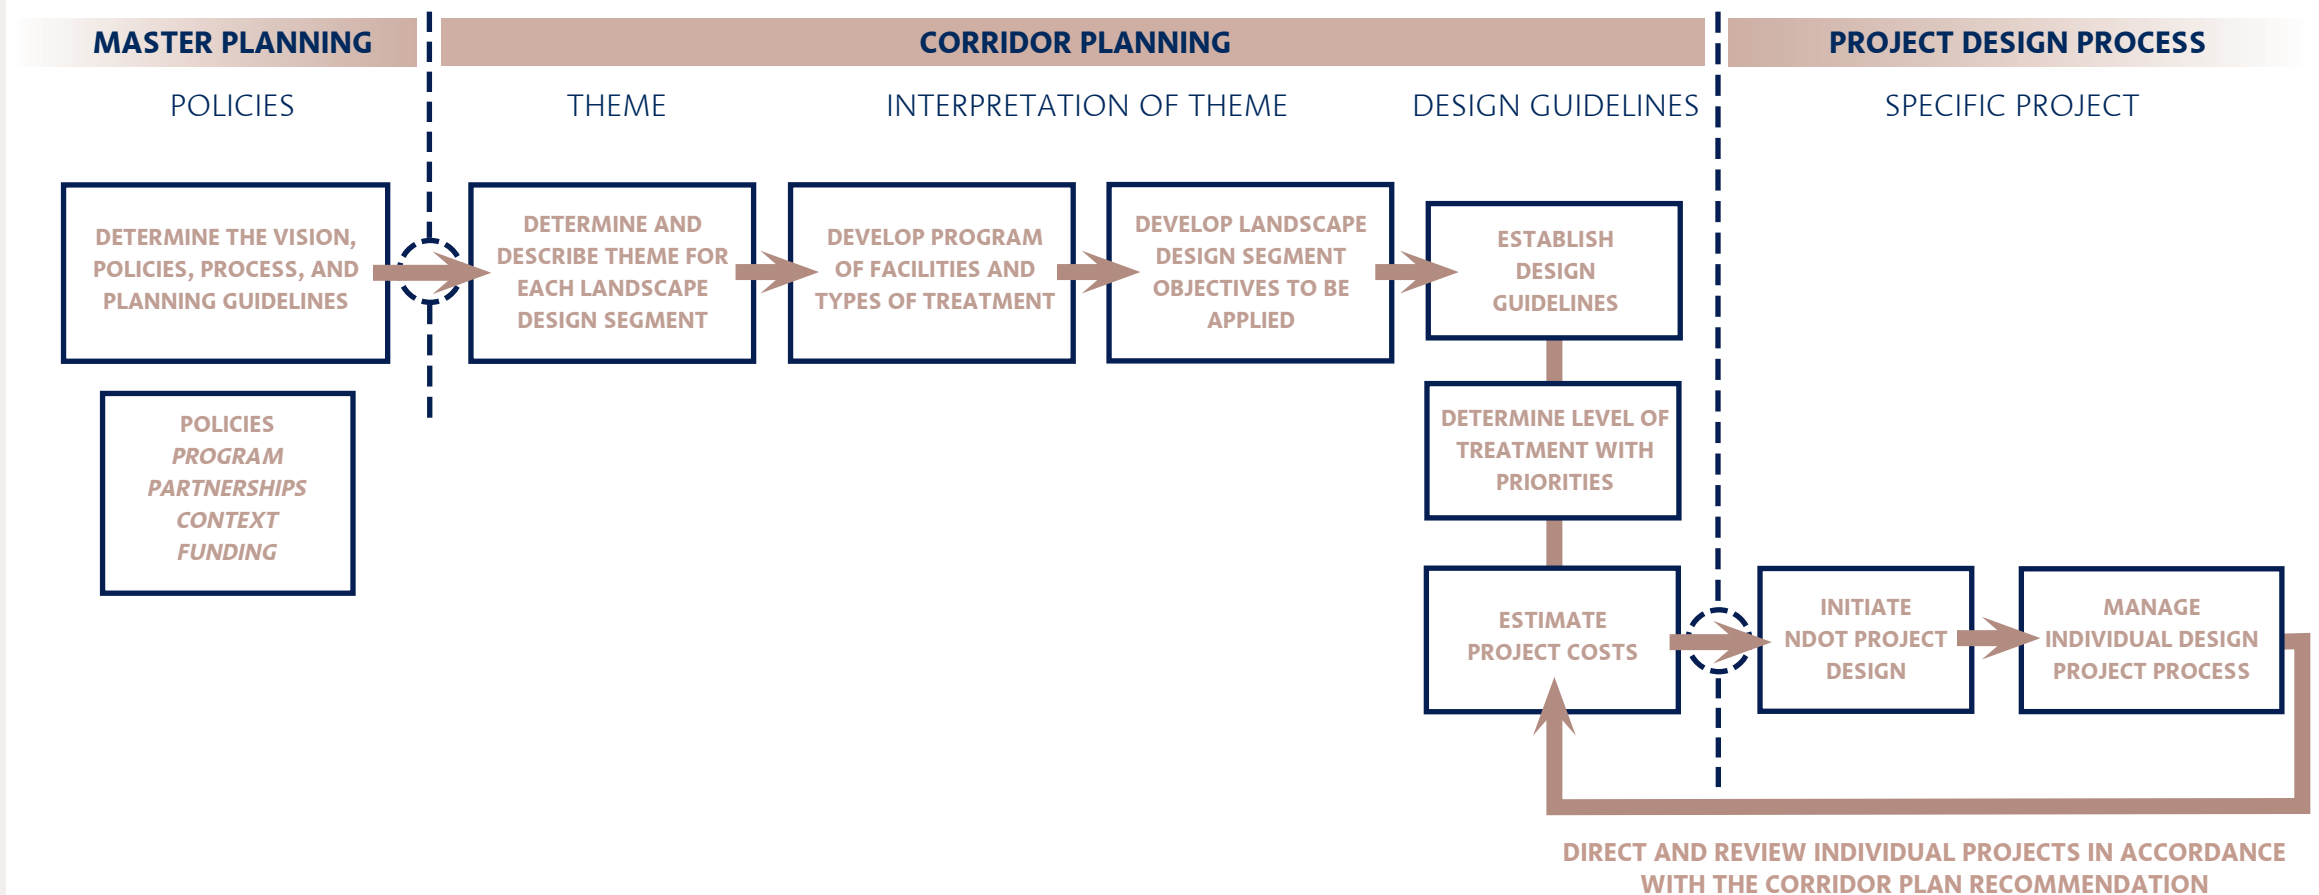 MASTER PLANNING
CORRIDOR PLANNING
PROJECT DESIGN PROCESS
POLICIES
THEME
INTERPRETATION OF THEME
DESIGN GUIDELINES
SPECIFIC PROJECT
DETERMINE THE VISION,
POLICIES, PROCESS, AND
PLANNING GUIDELINES
POLICIES
PROGRAM
PARTNERSHIPS
CONTEXT
FUNDING
DETERMINE AND
DESCRIBE THEME FOR
EACH LANDSCAPE
DESIGN SEGMENT
DEVELOP PROGRAM
OF FACILITIES AND
TYPES OF TREATMENT
DEVELOP LANDSCAPE
DESIGN SEGMENT
OBJECTIVES TO BE
APPLIED
ESTABLISH
DESIGN
GUIDELINES
DETERMINE LEVEL OF
TREATMENT WITH
PRIORITIES
ESTIMATE
PROJECT COSTS
INITIATE
NDOT PROJECT
DESIGN
MANAGE
INDIVIDUAL DESIGN
PROJECT PROCESS
DIRECT AND REVIEW INDIVIDUAL PROJECTS IN ACCORDANCE
WITH THE CORRIDOR PLAN RECOMMENDATION